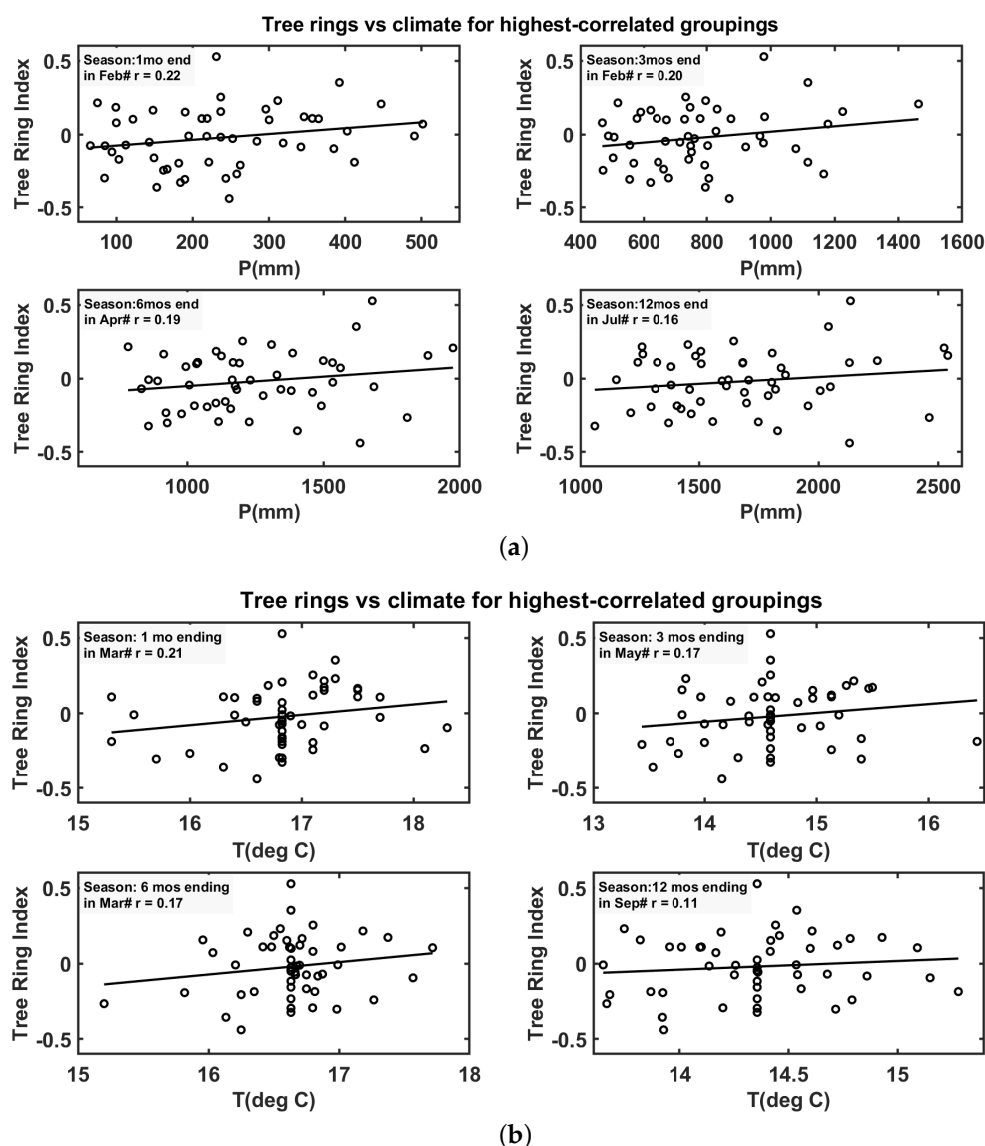 Tree rings vs climate for highest-correlated groupings
Season:1mo end
in Feb# r = 0.22
Tree Ring Index
0.5
0
-0.5
100 200 300 400 500
P(mm)
Season:3mos end
in Feb# r = 0.20
Tree Ring Index
0.5
0
-0.5
400 600 800 1000 1200 1400 1600
P(mm)
Season:6mos end
in Apr# r = 0.19
Tree Ring Index
0.5
0
-0.5
1000 1500 2000
P(mm)
Season:12mos end
in Jul# r = 0.16
Tree Ring Index
0.5
0
-0.5
1000 1500 2000 2500
P(mm)
(a)
Tree rings vs climate for highest-correlated groupings
Season: 1 mo ending
in Mar# r = 0.21
Tree Ring Index
0.5
0
-0.5
15 16 17 18
T(deg C)
Season: 3 mos ending
in May# r = 0.17
Tree Ring Index
0.5
0
-0.5
13 14 15 16
T(deg C)
Season: 6 mos ending
in Mar# r = 0.17
Tree Ring Index
0.5
0
-0.5
15 16 17 18
T(deg C)
Season:12 mos ending
in Sep# r = 0.11
Tree Ring Index
0.5
0
-0.5
14 14.5 15
T(deg C)
(b)